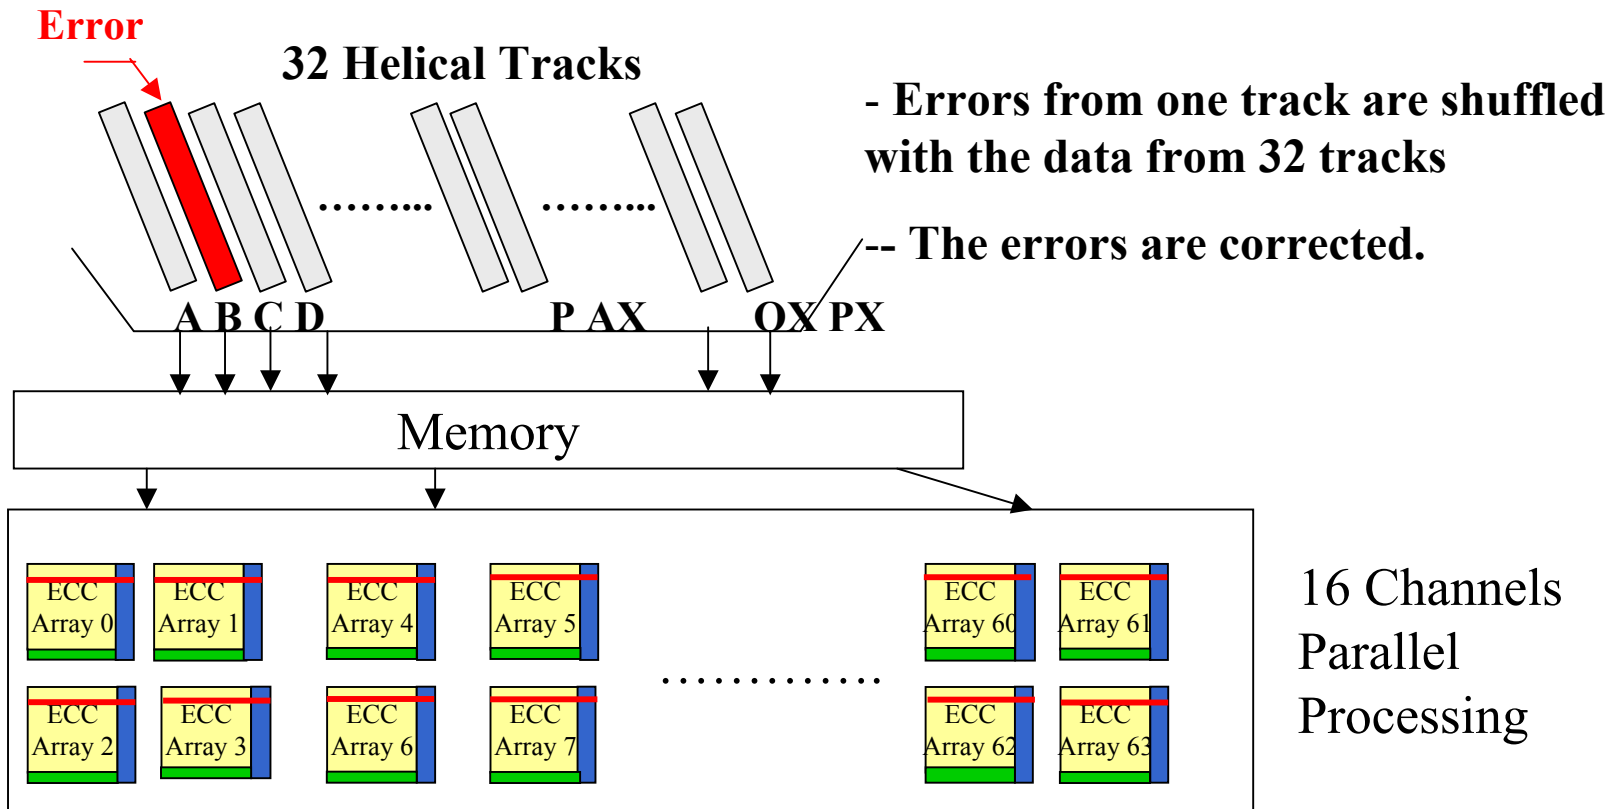 Error
32 Helical Tracks
- Errors from one track are shuffled
with the data from 32 tracks
-- The errors are corrected.
……... ……...
A B C D P AX OX PX
Memory
ECC
Array 0
ECC
Array 1
ECC
Array 4
ECC
Array 5
ECC
Array 60
ECC
Array 61
………….
ECC
Array 2
ECC
Array 3
ECC
Array 6
ECC
Array 7
ECC
Array 62
ECC
Array 63
16 Channels
Parallel
Processing